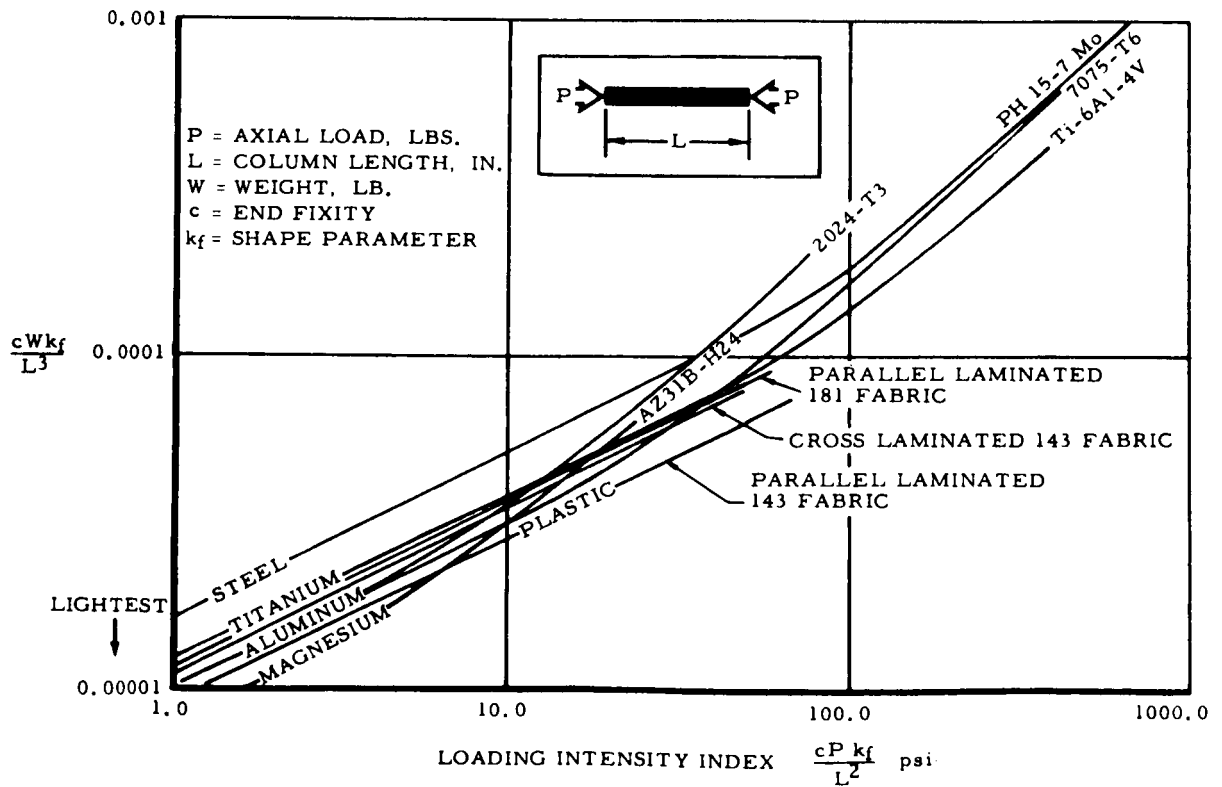 0.001
P
P
L
P = AXIAL LOAD, LBS.
L = COLUMN LENGTH, IN.
W = WEIGHT, LB.
c = END FIXITY
kf = SHAPE PARAMETER
PH 15-7 Mo
7075-T6
Ti-6Al-4V
2024-T3
AZ31B-H24
cWkf
L3
0.0001
PARALLEL LAMINATED
181 FABRIC
CROSS LAMINATED 143 FABRIC
PARALLEL LAMINATED
143 FABRIC
PLASTIC
STEEL
TITANIUM
ALUMINUM
MAGNESIUM
LIGHTEST
0.00001
1.0
10.0
100.0
1000.0
LOADING INTENSITY INDEX cP kf / L2 psi